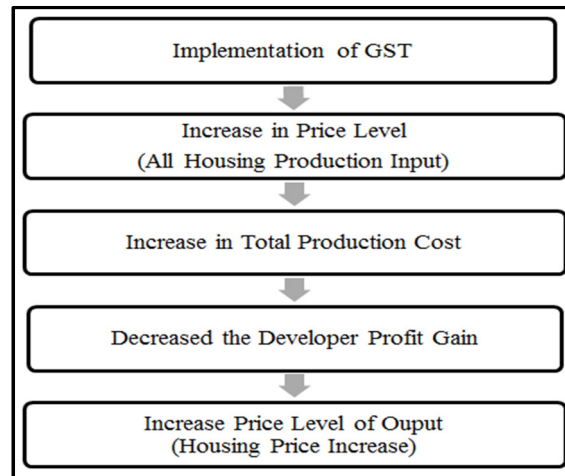 Implementation of GST
Increase in Price Level
(All Housing Production Input)
Increase in Total Production Cost
Decreased the Developer Profit Gain
Increase Price Level of Ouput
(Housing Price Increase)